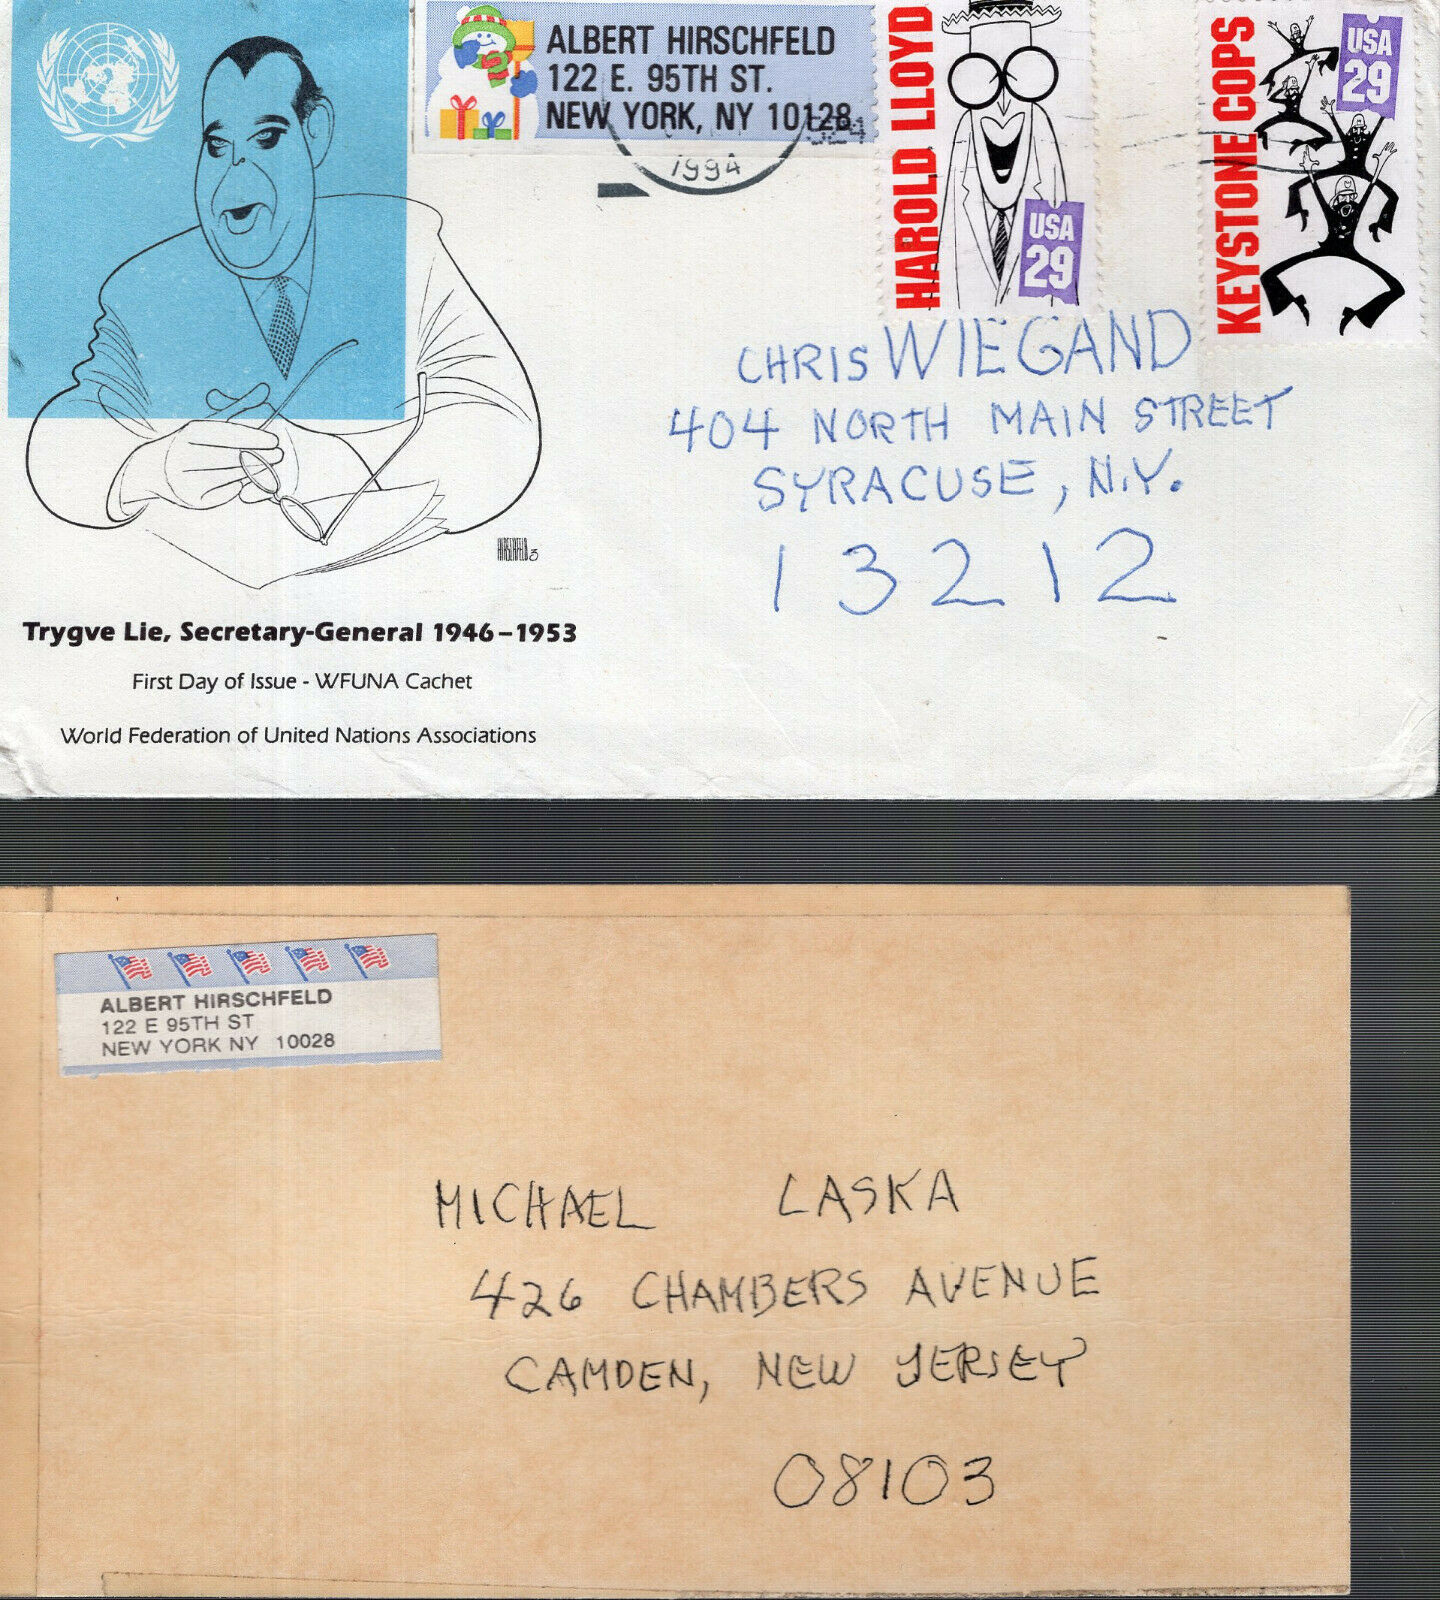 ALBERT HIRSCHFELD
122 E. 95TH ST.
NEW YORK, NY 10128
1994
HAROLD LLOYD
USA
29
KEYSTONE COPS
USA
29
CHRIS WIEGAND
404 NORTH MAIN STREET
SYRACUSE, N.Y.
13212
HIRSCHFELD
Trygve Lie, Secretary-General 1946–1953
First Day of Issue - WFUNA Cachet
World Federation of United Nations Associations
ALBERT HIRSCHFELD
122 E 95TH ST
NEW YORK NY 10028
MICHAEL LASKA
426 CHAMBERS AVENUE
CAMDEN, NEW JERSEY
08103